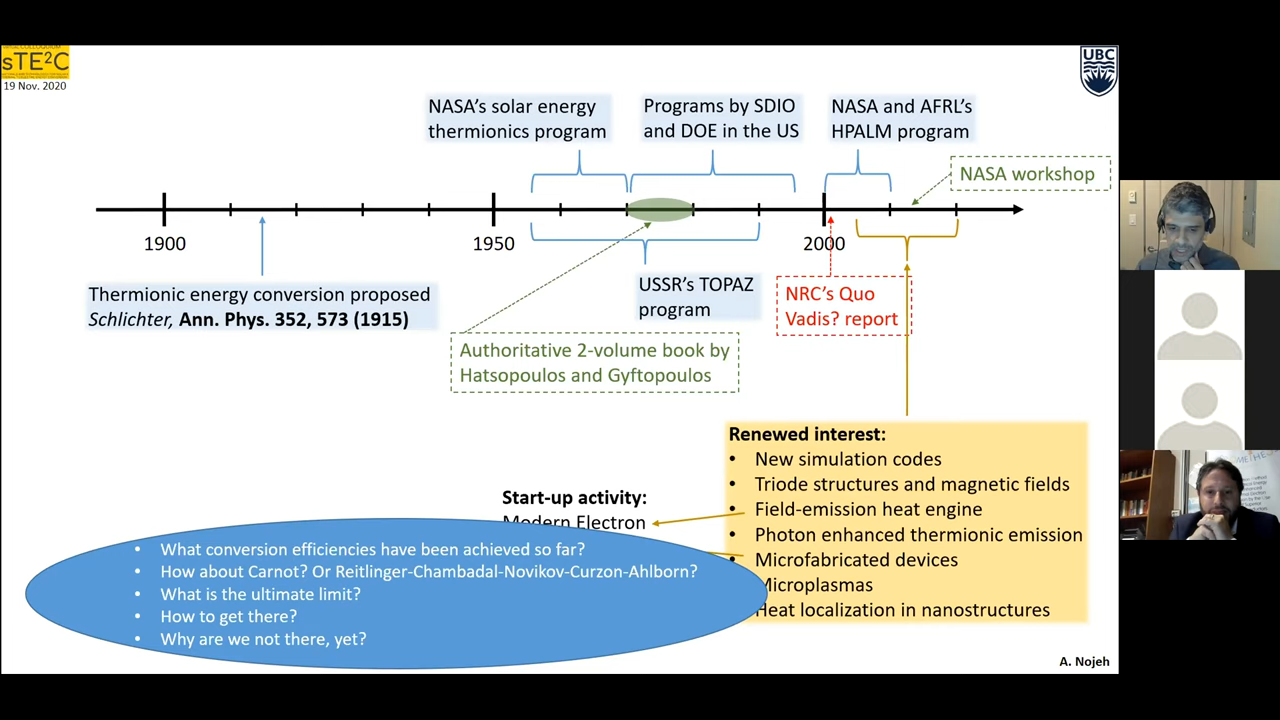 sTE²C
19 Nov. 2020
UBC
NASA's solar energy
thermionics program
Programs by SDIO
and DOE in the US
NASA and AFRL's
HPALM program
NASA workshop
1900
1950
2000
Thermionic energy conversion proposed
Schlichter, Ann. Phys. 352, 573 (1915)
USSR's TOPAZ
program
NRC's Quo
Vadis? report
Authoritative 2-volume book by
Hatsopoulos and Gyftopoulos
Renewed interest:
• New simulation codes
• Triode structures and magnetic fields
• Field-emission heat engine
• Photon enhanced thermionic emission
• Microfabricated devices
Microplasmas
Heat localization in nanostructures
Start-up activity:
Modern Electron
• What conversion efficiencies have been achieved so far?
• How about Carnot? Or Reitlinger-Chambadal-Novikov-Curzon-Ahlborn?
• What is the ultimate limit?
• How to get there?
• Why are we not there, yet?
A. Nojeh